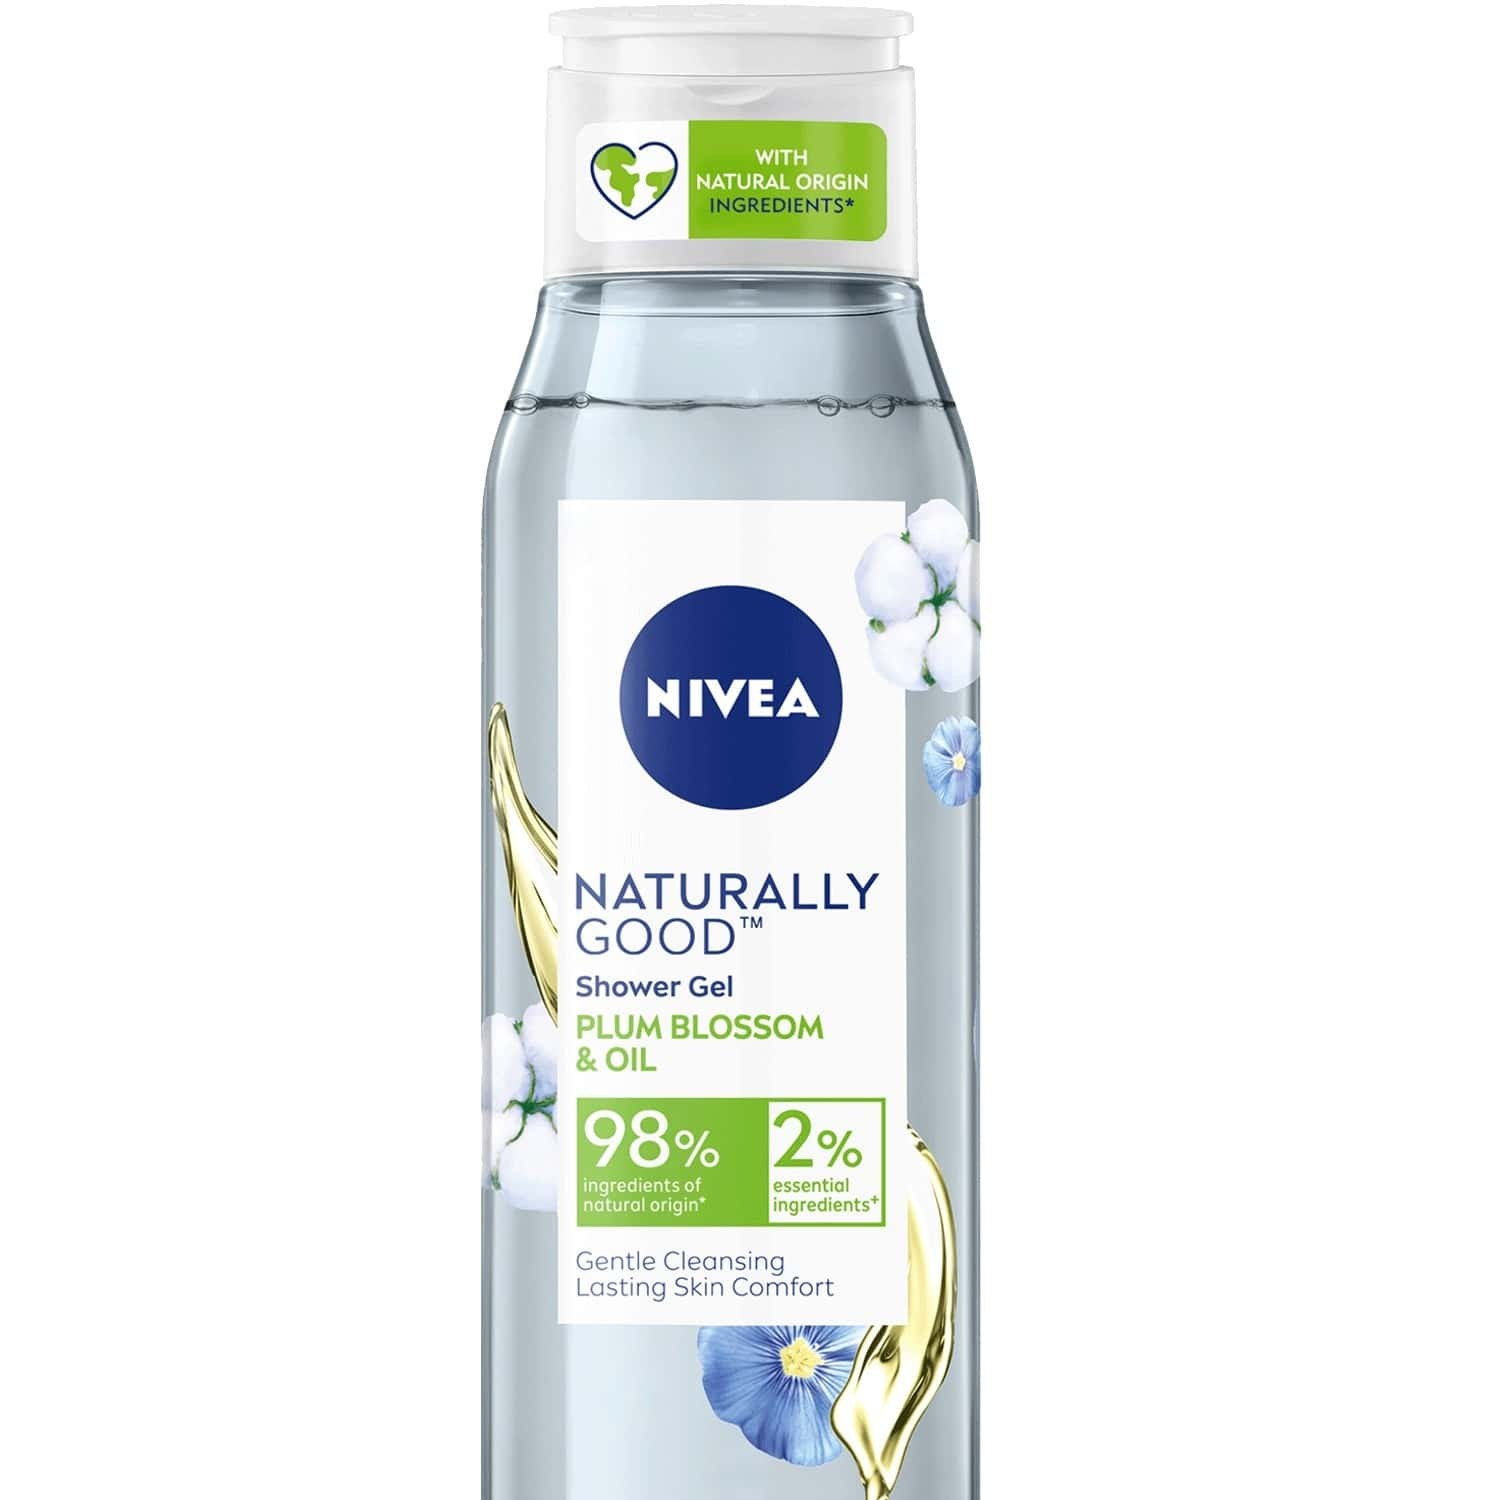 WITH
NATURAL ORIGIN
INGREDIENTS*
NIVEA
NATURALLY
GOOD™
Shower Gel
PLUM BLOSSOM
& OIL
98%
ingredients of
natural origin*
2%
essential
ingredients+
Gentle Cleansing
Lasting Skin Comfort